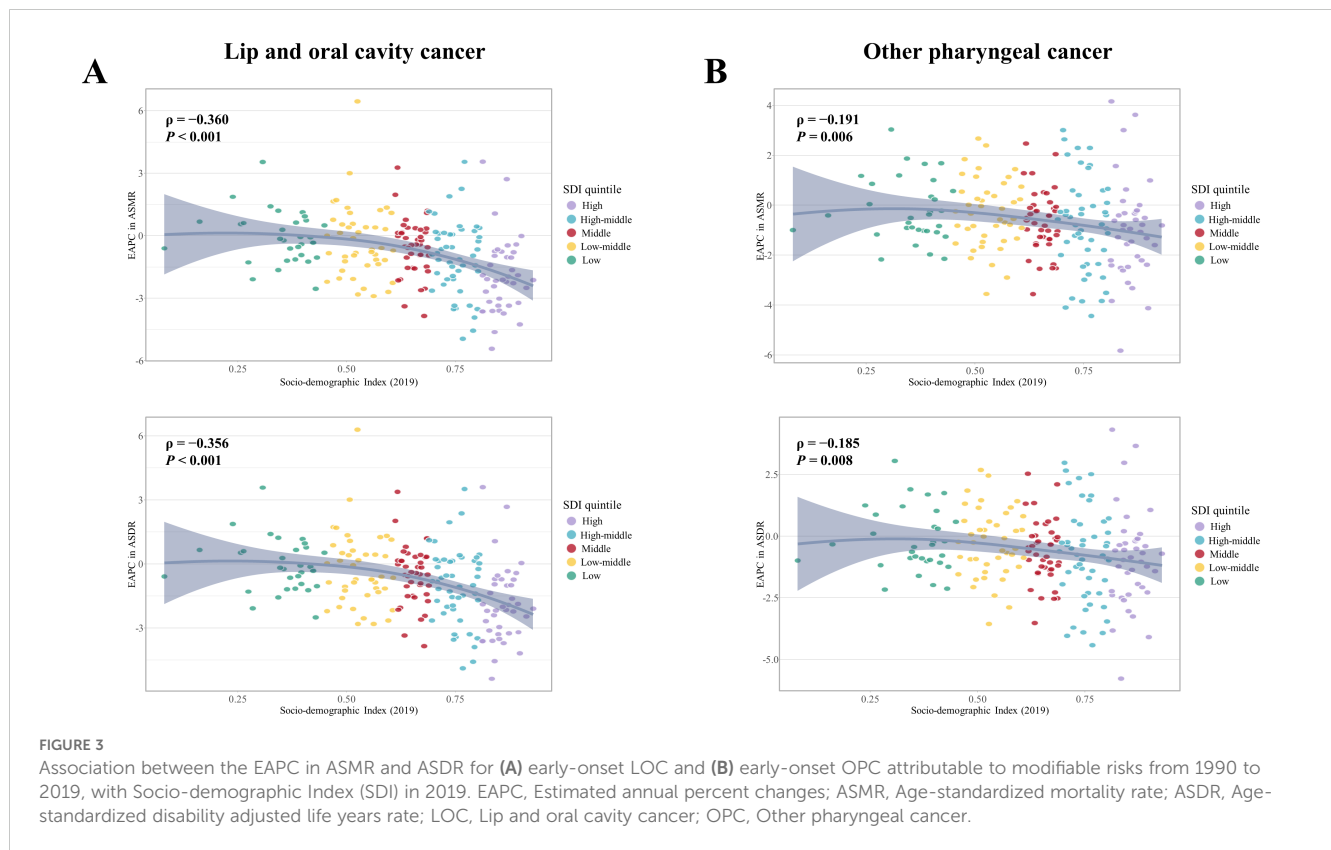 Lip and oral cavity cancer
A
ρ = −0.360
P < 0.001
EAPC in ASMR
6
3
0
-3
-6
0.25
0.50
0.75
Socio-demographic Index (2019)
SDI quintile
High
High-middle
Middle
Low-middle
Low
ρ = −0.356
P < 0.001
EAPC in ASDR
6
3
0
-3
0.25
0.50
0.75
Socio-demographic Index (2019)
SDI quintile
High
High-middle
Middle
Low-middle
Low
Other pharyngeal cancer
B
ρ = −0.191
P = 0.006
EAPC in ASMR
4
2
0
-2
-4
-6
0.25
0.50
0.75
Socio-demographic Index (2019)
SDI quintile
High
High-middle
Middle
Low-middle
Low
ρ = −0.185
P = 0.008
EAPC in ASDR
2.5
0.0
-2.5
-5.0
0.25
0.50
0.75
Socio-demographic Index (2019)
SDI quintile
High
High-middle
Middle
Low-middle
Low
FIGURE 3
Association between the EAPC in ASMR and ASDR for (A) early-onset LOC and (B) early-onset OPC attributable to modifiable risks from 1990 to
2019, with Socio-demographic Index (SDI) in 2019. EAPC, Estimated annual percent changes; ASMR, Age-standardized mortality rate; ASDR, Age-
standardized disability adjusted life years rate; LOC, Lip and oral cavity cancer; OPC, Other pharyngeal cancer.